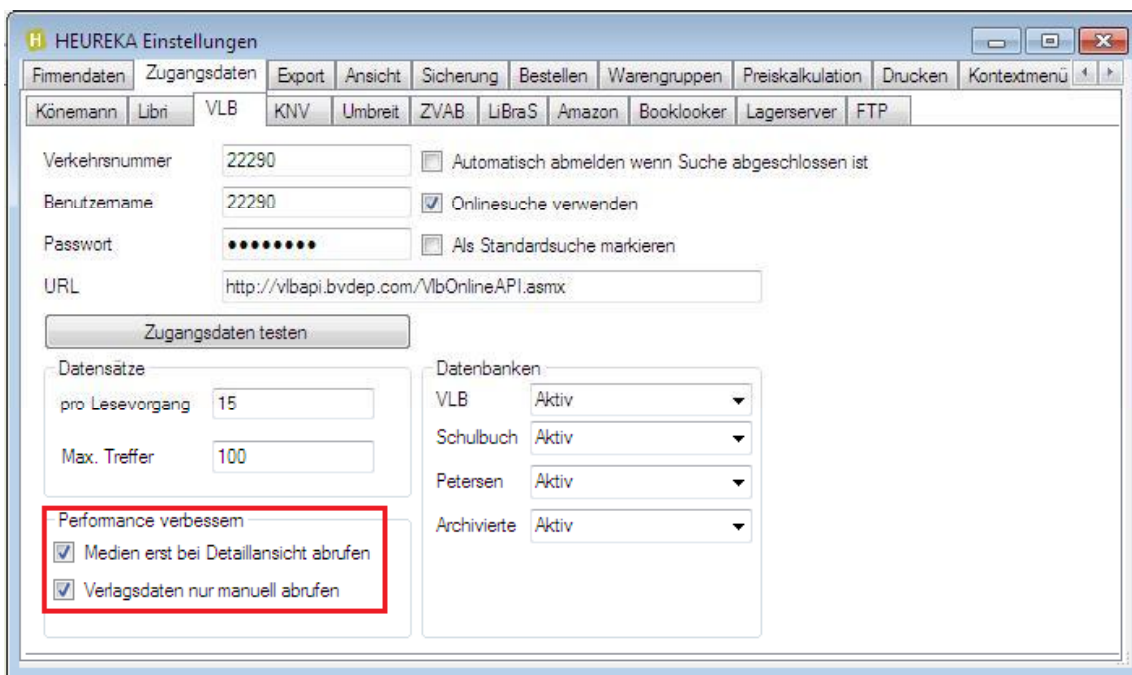 HEUREKA Einstellungen
Firmendaten Zugangsdaten Export Ansicht Sicherung Bestellen Warengruppen Preiskalkulation Drucken Kontextmenü
Könemann Libri VLB KNV Umbreit ZVAB LiBraS Amazon Booklooker Lagerserver FTP
Verkehrsnummer 22290 Automatisch abmelden wenn Suche abgeschlossen ist
Benutzername 22290 Onlinesuche verwenden
Passwort ●●●●●●●● Als Standardsuche markieren
URL http://vlbapi.bvdep.com/VlbOnlineAPI.asmx
Zugangsdaten testen
Datensätze
pro Lesevorgang 15
Max. Treffer 100
Datenbanken
VLB Aktiv
Schulbuch Aktiv
Petersen Aktiv
Archivierte Aktiv
Performance verbessern
Medien erst bei Detaillansicht abrufen
Verlagsdaten nur manuell abrufen